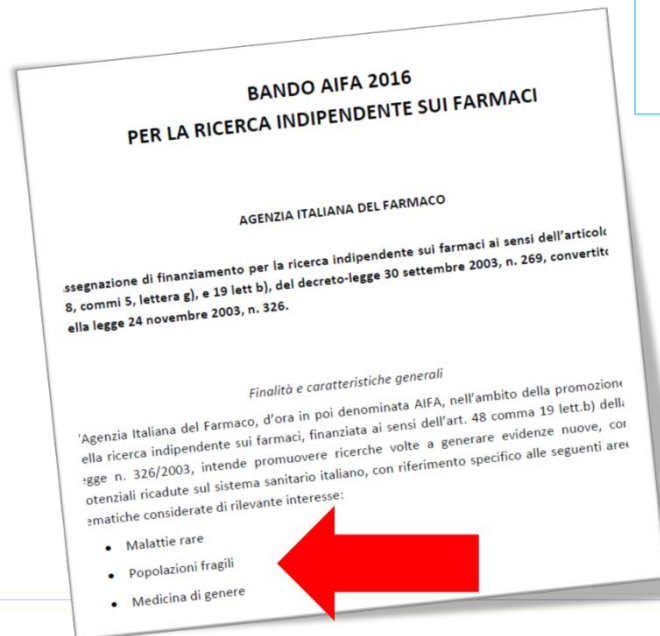 BANDO AIFA 2016
PER LA RICERCA INDIPENDENTE SUI FARMACI
AGENZIA ITALIANA DEL FARMACO
ssegnazione di finanziamento per la ricerca indipendente sui farmaci ai sensi dell'articolo
8, commi 5, lettera g), e 19 lett b), del decreto-legge 30 settembre 2003, n. 269, convertito
ella legge 24 novembre 2003, n. 326.
Finalità e caratteristiche generali
'Agenzia Italiana del Farmaco, d'ora in poi denominata AIFA, nell'ambito della promozione
ella ricerca indipendente sui farmaci, finanziata ai sensi dell'art. 48 comma 19 lett.b) della
egge n. 326/2003, intende promuovere ricerche volte a generare evidenze nuove, con
otenziali ricadute sul sistema sanitario italiano, con riferimento specifico alle seguenti aree
ematiche considerate di rilevante interesse:
• Malattie rare
• Popolazioni fragili
• Medicina di genere